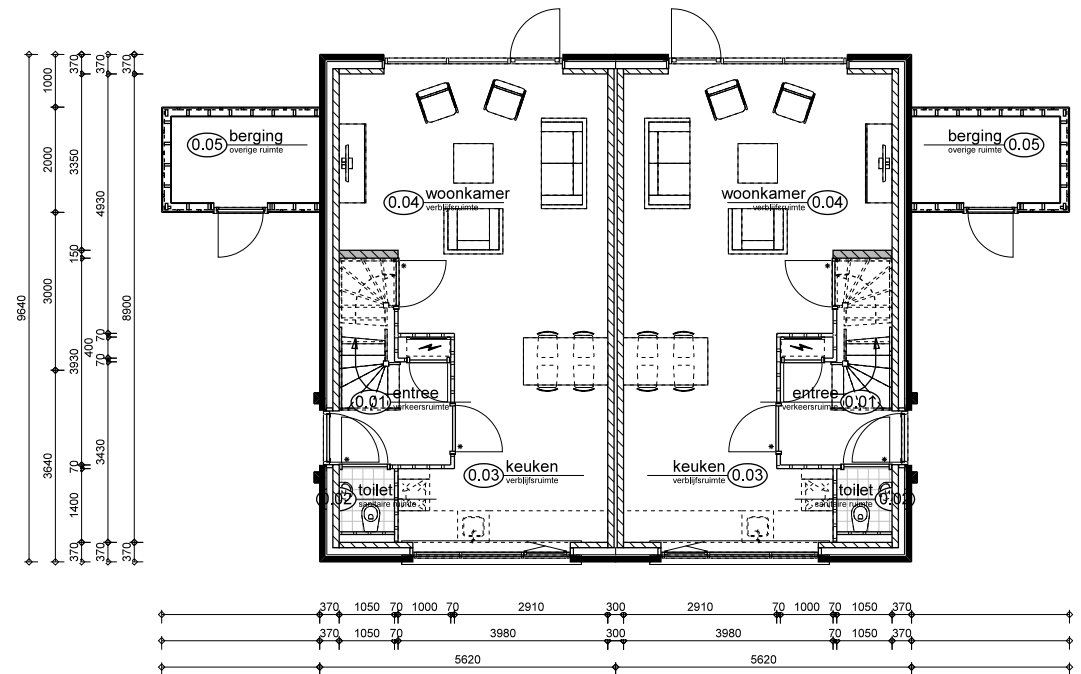 0.05 berging
overige ruimte
berging 0.05
overige ruimte
0.04 woonkamer
verblijfsruimte
woonkamer 0.04
verblijfsruimte
0.01 entree
verkeersruimte
entree 0.01
verkeersruimte
0.03 keuken
verblijfsruimte
keuken 0.03
verblijfsruimte
0.02 toilet
sanitaire ruimte
toilet 0.02
sanitaire ruimte
9640
1000
2000
3000
3640
370
3350
150
3930
70
1400
370
370
4930
400
70
70
3430
370
370
8900
370
370 1050 70 1000 70 2910 300 2910 70 1000 70 1050 370
370 1050 70 3980 300 3980 70 1050 370
5620 5620